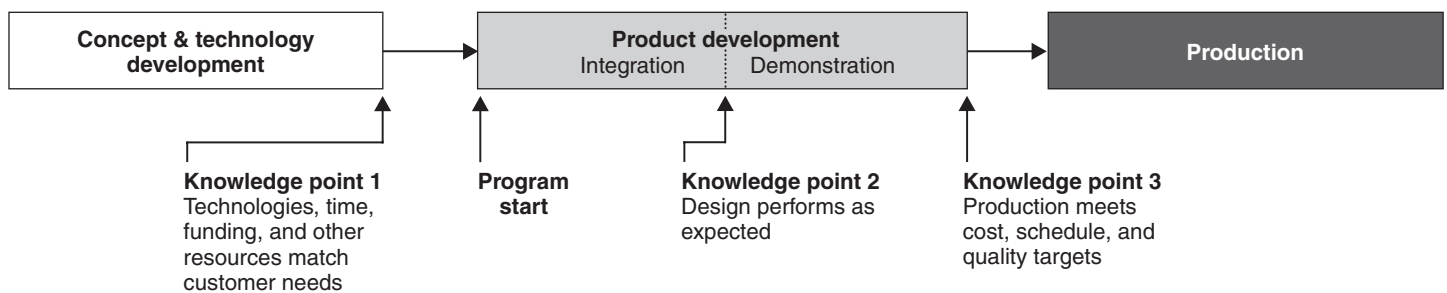 Concept & technology
development
Product development
Integration
Demonstration
Production
Knowledge point 1
Technologies, time,
funding, and other
resources match
customer needs
Program
start
Knowledge point 2
Design performs as
expected
Knowledge point 3
Production meets
cost, schedule, and
quality targets